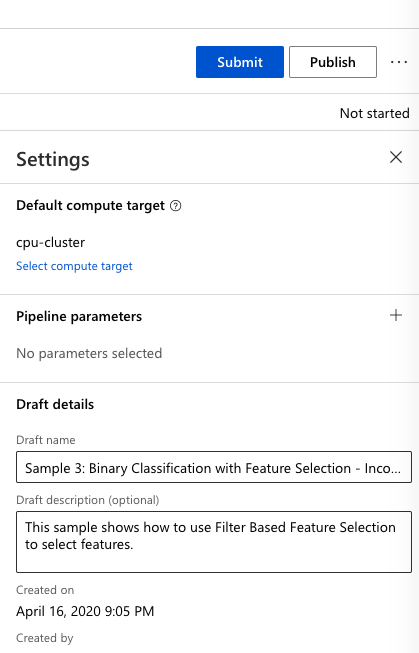 Submit
Publish
...
Not started
Settings
Default compute target
cpu-cluster
Select compute target
Pipeline parameters
No parameters selected
Draft details
Draft name
Sample 3: Binary Classification with Feature Selection - Inco...
Draft description (optional)
This sample shows how to use Filter Based Feature Selection
to select features.
Created on
April 16, 2020 9:05 PM
Created by